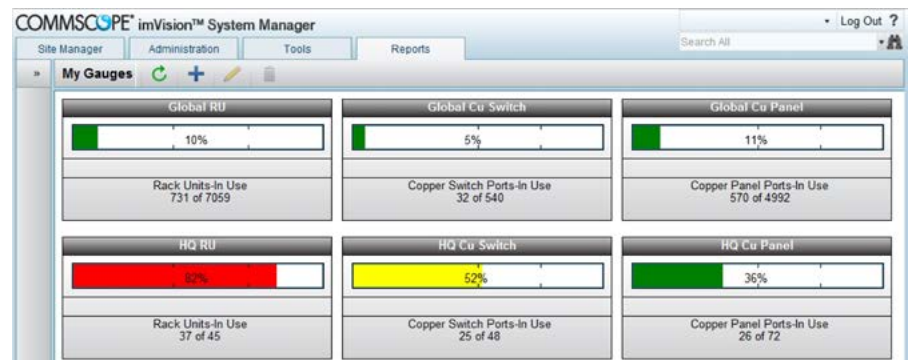 COMMSCOPE® imVision™ System Manager
Log Out ?
Site Manager Administration Tools Reports
Search All
» My Gauges
Global RU
10%
Rack Units-In Use
731 of 7059
Global Cu Switch
5%
Copper Switch Ports-In Use
32 of 540
Global Cu Panel
11%
Copper Panel Ports-In Use
570 of 4992
HQ RU
82%
Rack Units-In Use
37 of 45
HQ Cu Switch
52%
Copper Switch Ports-In Use
25 of 48
HQ Cu Panel
36%
Copper Panel Ports-In Use
26 of 72